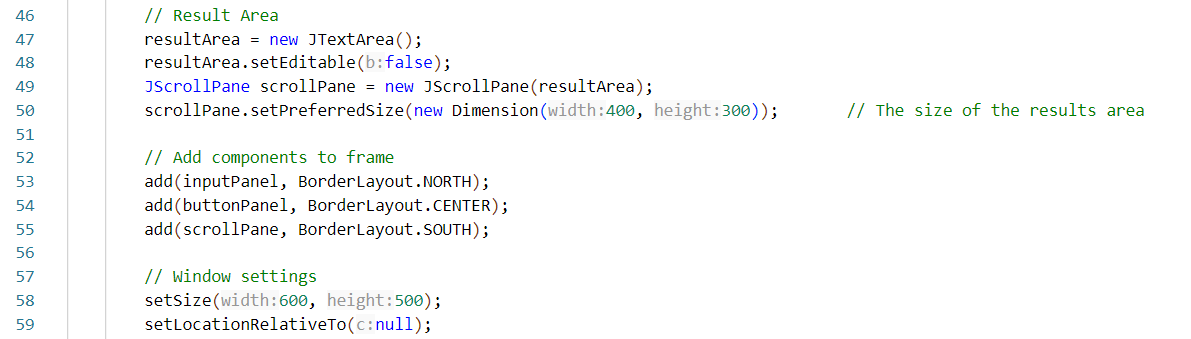 46 // Result Area
47 resultArea = new JTextArea();
48 resultArea.setEditable(b:false);
49 JScrollPane scrollPane = new JScrollPane(resultArea);
50 scrollPane.setPreferredSize(new Dimension(width:400, height:300)); // The size of the results area
51
52 // Add components to frame
53 add(inputPanel, BorderLayout.NORTH);
54 add(buttonPanel, BorderLayout.CENTER);
55 add(scrollPane, BorderLayout.SOUTH);
56
57 // Window settings
58 setSize(width:600, height:500);
59 setLocationRelativeTo(c:null);